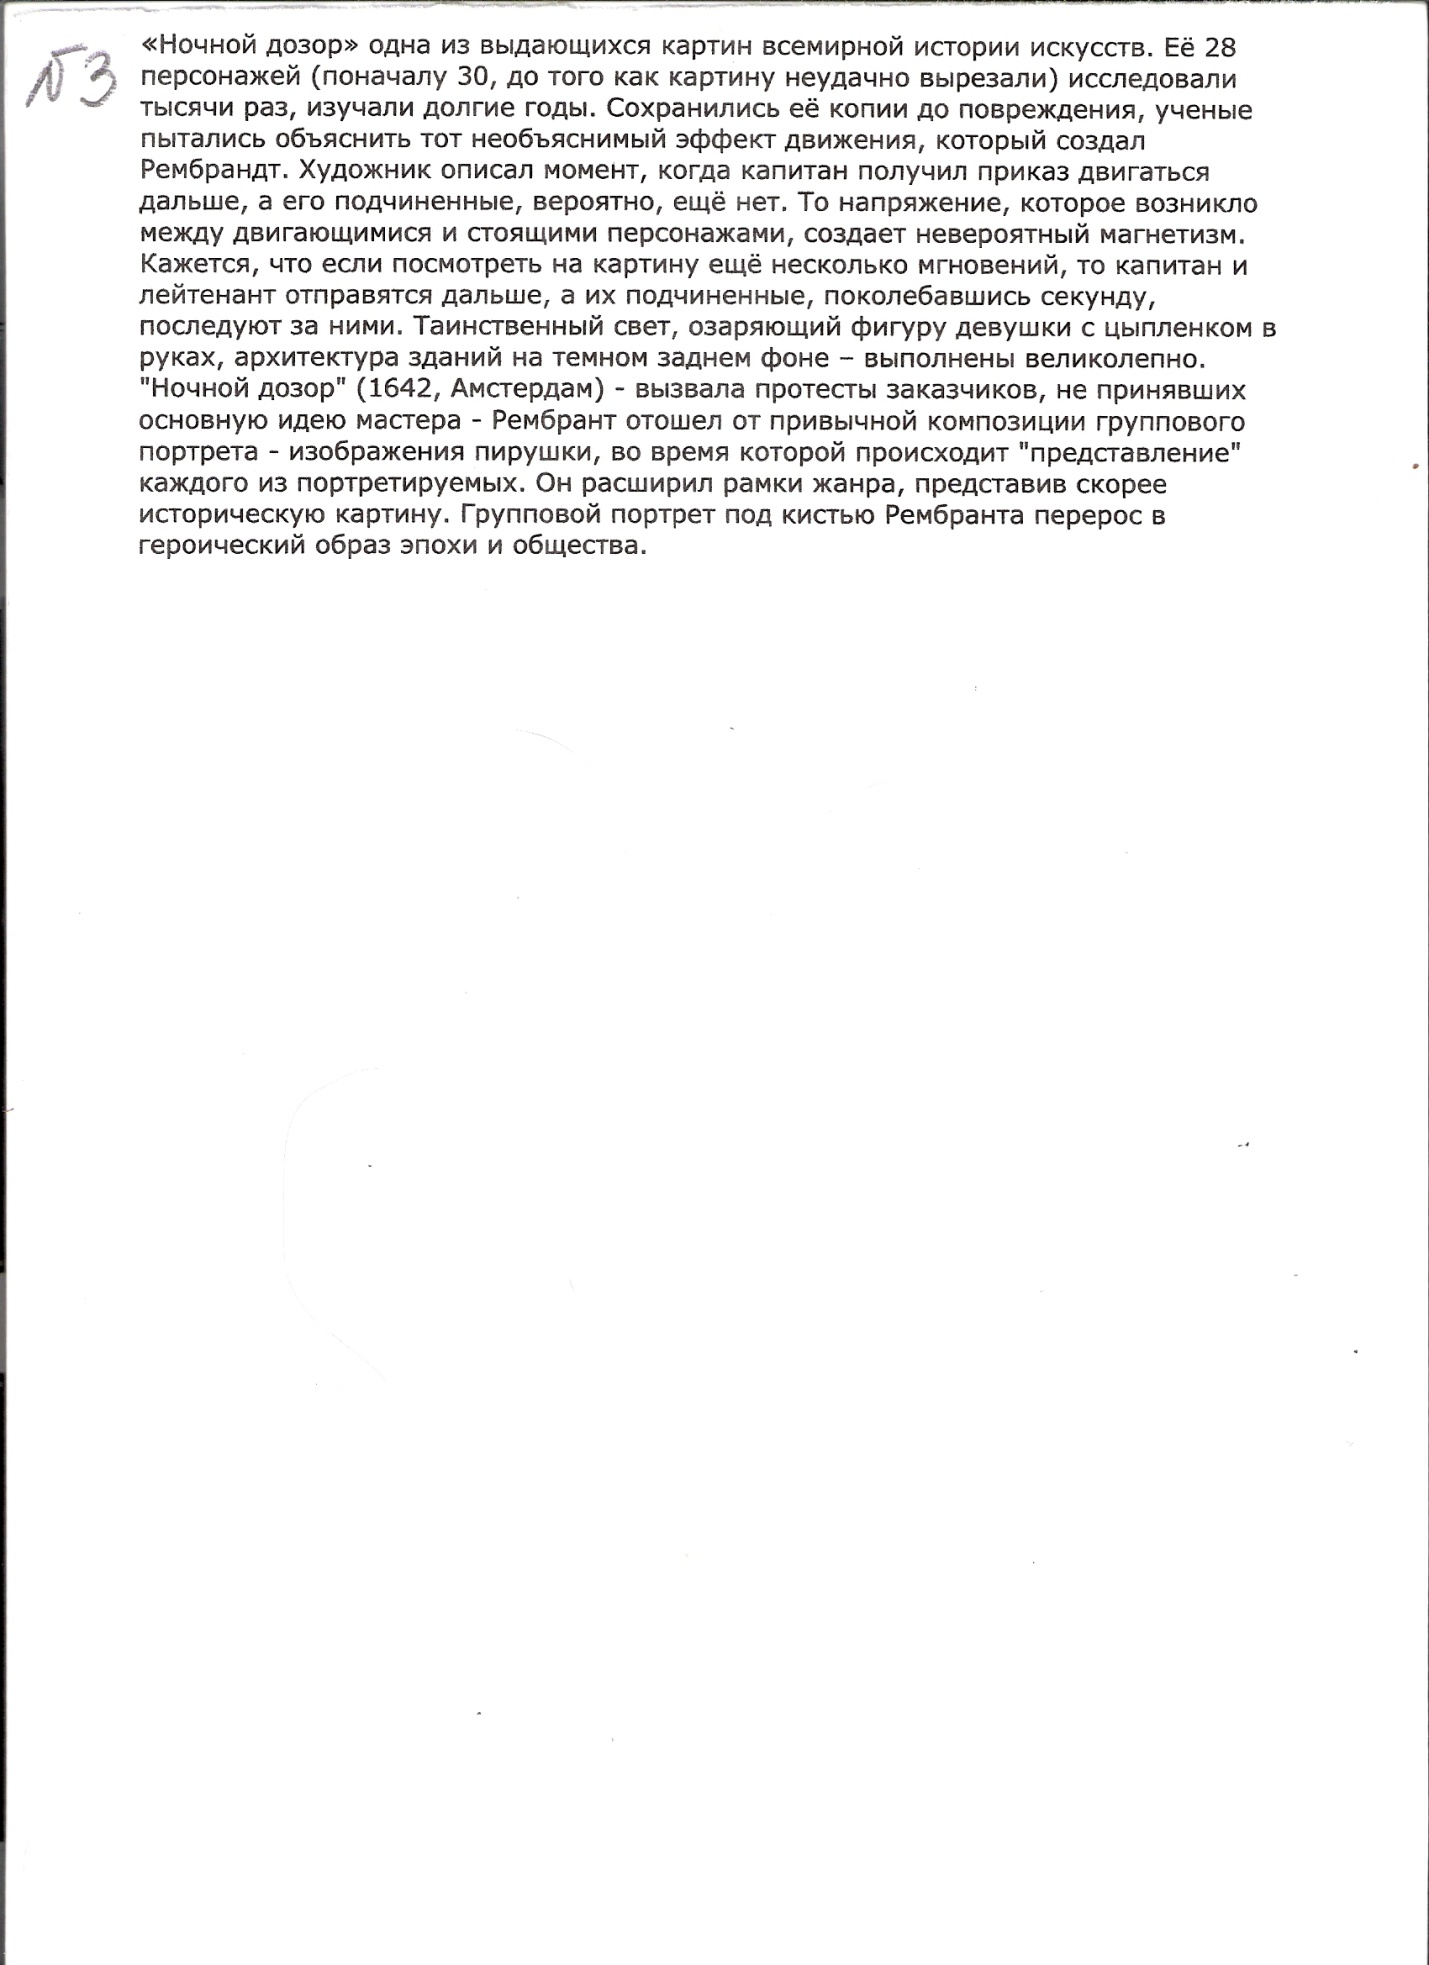 №3
«Ночной дозор» одна из выдающихся картин всемирной истории искусств. Её 28
персонажей (поначалу 30, до того как картину неудачно вырезали) исследовали
тысячи раз, изучали долгие годы. Сохранились её копии до повреждения, ученые
пытались объяснить тот необъяснимый эффект движения, который создал
Рембрандт. Художник описал момент, когда капитан получил приказ двигаться
дальше, а его подчиненные, вероятно, ещё нет. То напряжение, которое возникло
между двигающимися и стоящими персонажами, создает невероятный магнетизм.
Кажется, что если посмотреть на картину ещё несколько мгновений, то капитан и
лейтенант отправятся дальше, а их подчиненные, поколебавшись секунду,
последуют за ними. Таинственный свет, озаряющий фигуру девушки с цыпленком в
руках, архитектура зданий на темном заднем фоне – выполнены великолепно.
"Ночной дозор" (1642, Амстердам) - вызвала протесты заказчиков, не принявших
основную идею мастера - Рембрант отошел от привычной композиции группового
портрета - изображения пирушки, во время которой происходит "представление"
каждого из портретируемых. Он расширил рамки жанра, представив скорее
историческую картину. Групповой портрет под кистью Рембранта перерос в
героический образ эпохи и общества.